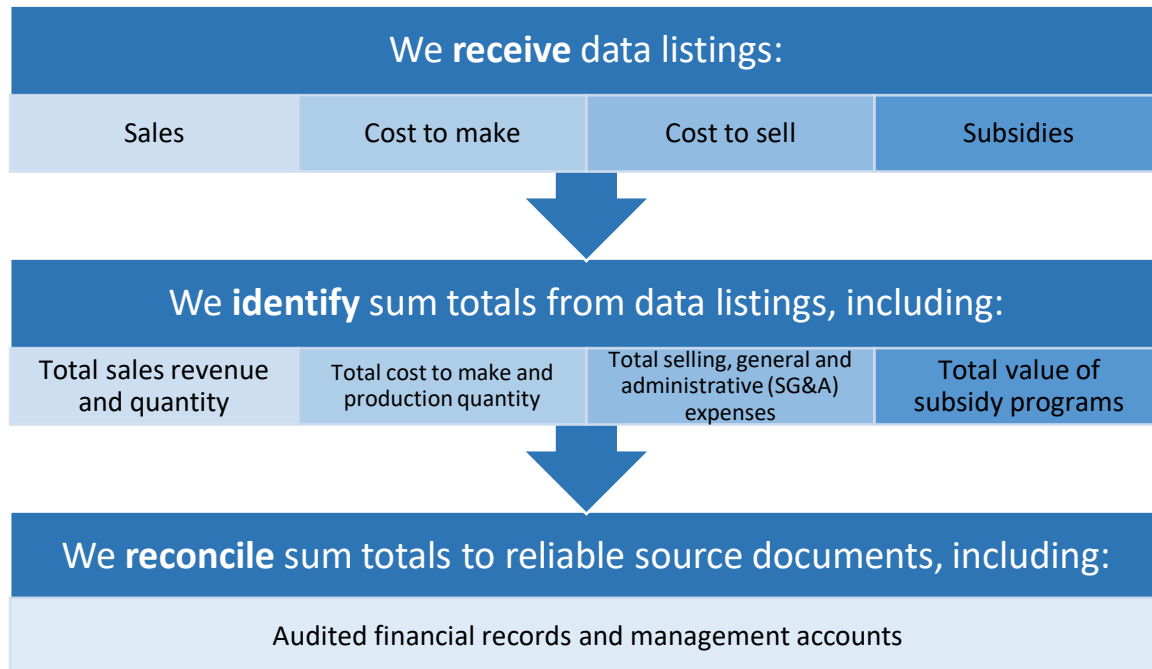 We receive data listings:
Sales
Cost to make
Cost to sell
Subsidies
We identify sum totals from data listings, including:
Total sales revenue
and quantity
Total cost to make and
production quantity
Total selling, general and
administrative (SG&A)
expenses
Total value of
subsidy programs
We reconcile sum totals to reliable source documents, including:
Audited financial records and management accounts